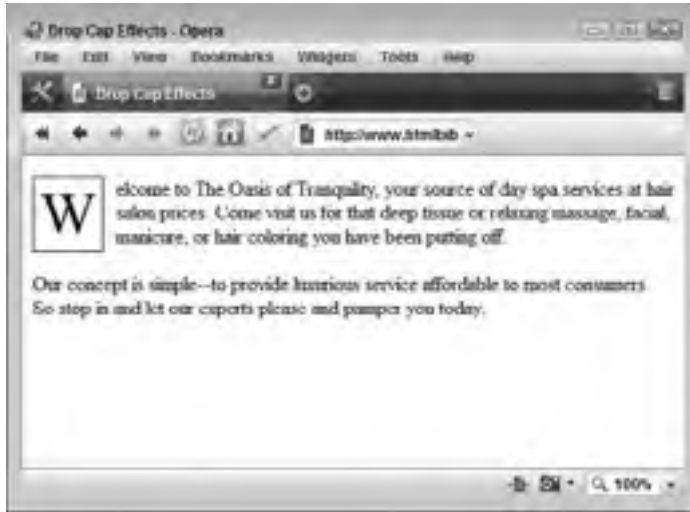 Drop Cap Effects - Opera
File Edit View Bookmarks Widgets Tools Help
Drop Cap Effects
http://www.htmlbib
Welcome to The Oasis of Tranquility, your source of day spa services at hair
salon prices. Come visit us for that deep tissue or relaxing massage, facial,
manicure, or hair coloring you have been putting off.
Our concept is simple--to provide luxurious service affordable to most consumers.
So stop in and let our experts please and pamper you today.
100%